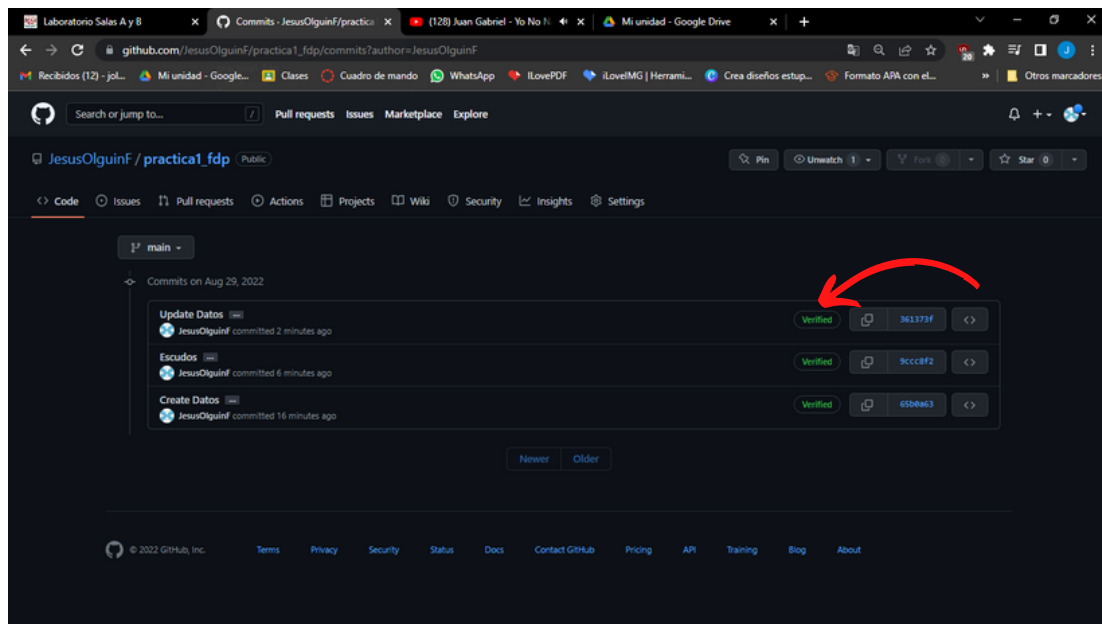 Laboratorio Salas A y B
Commits · JesusOlguinF/practica
(128) Juan Gabriel - Yo No N
Mi unidad - Google Drive
github.com/JesusOlguinF/practica1_fdp/commits?author=JesusOlguinF
20
J
Recibidos (12) - jol...
Mi unidad - Google...
Clases
Cuadro de mando
WhatsApp
ILovePDF
iLoveIMG | Herrami...
Crea diseños estup...
Formato APA con el...
»
Otros marcadores
Search or jump to...
/
Pull requests
Issues
Marketplace
Explore
JesusOlguinF / practica1_fdp
Public
Pin
Unwatch 1
Fork 0
Star 0
Code
Issues
Pull requests
Actions
Projects
Wiki
Security
Insights
Settings
main
Commits on Aug 29, 2022
Update Datos ...
JesusOlguinF committed 2 minutes ago
Verified
361373f
Escudos ...
JesusOlguinF committed 6 minutes ago
Verified
9ccc8f2
Create Datos ...
JesusOlguinF committed 16 minutes ago
Verified
65b0a63
Newer
Older
© 2022 GitHub, Inc.
Terms
Privacy
Security
Status
Docs
Contact GitHub
Pricing
API
Training
Blog
About